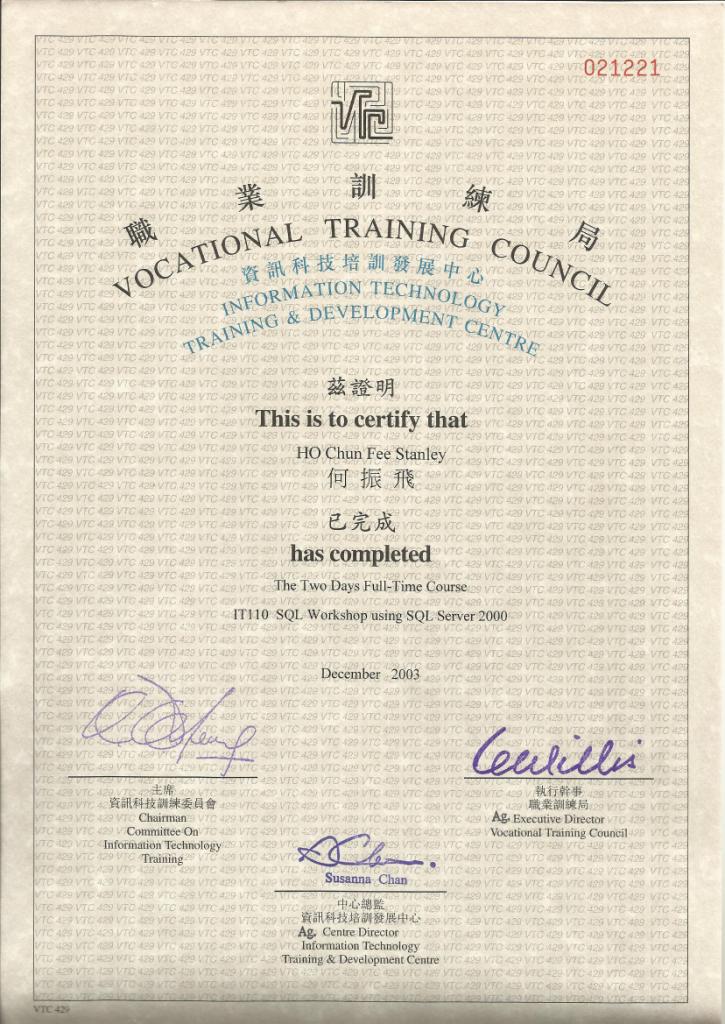 021221
VTC
職業訓練局
VOCATIONAL TRAINING COUNCIL
資訊科技培訓發展中心
INFORMATION TECHNOLOGY
TRAINING & DEVELOPMENT CENTRE
茲證明
This is to certify that
HO Chun Fee Stanley
何振飛
已完成
has completed
The Two Days Full-Time Course
IT110 SQL Workshop using SQL Server 2000
December 2003
主席
資訊科技訓練委員會
Chairman
Committee On
Information Technology
Training
執行幹事
職業訓練局
Ag. Executive Director
Vocational Training Council
Susanna Chan
中心總監
資訊科技培訓發展中心
Ag. Centre Director
Information Technology
Training & Development Centre
VTC 429